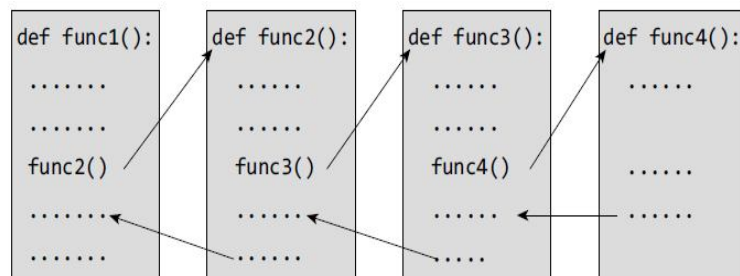 def func1():
.......
.......
func2()
.......
.......
def func2():
......
......
func3()
.......
......
def func3():
......
......
func4()
......
.....
def func4():
......
......
......